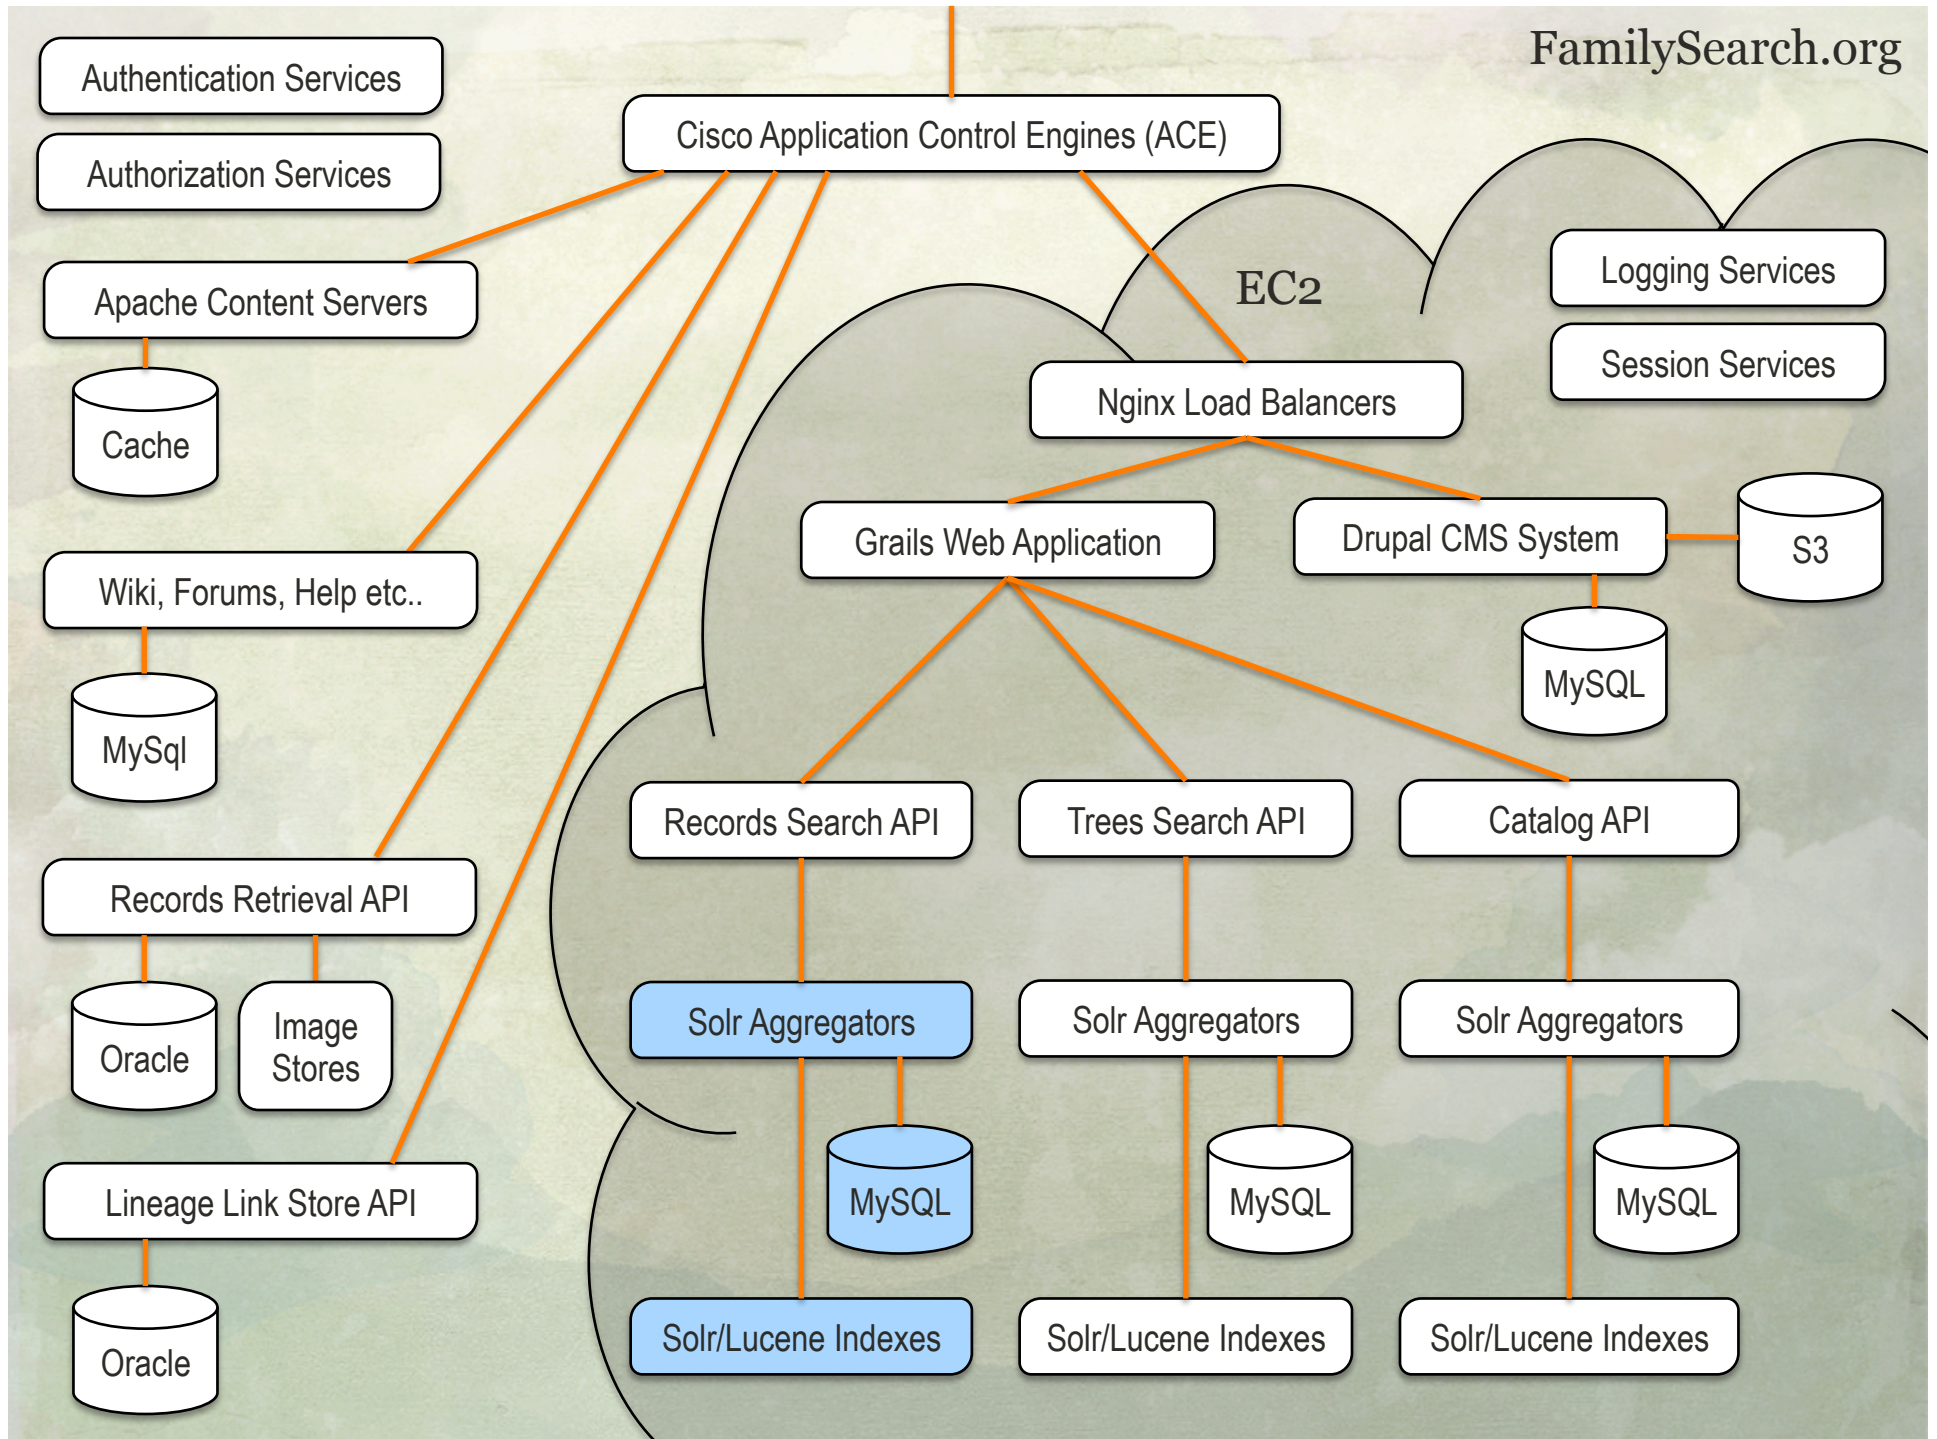 FamilySearch.org
Authentication Services
Authorization Services
Cisco Application Control Engines (ACE)
Apache Content Servers
Cache
EC2
Logging Services
Session Services
Nginx Load Balancers
Grails Web Application
Drupal CMS System
S3
MySQL
Wiki, Forums, Help etc..
MySql
Records Search API
Trees Search API
Catalog API
Records Retrieval API
Oracle
Image
Stores
Solr Aggregators
Solr Aggregators
Solr Aggregators
MySQL
MySQL
MySQL
Lineage Link Store API
Oracle
Solr/Lucene Indexes
Solr/Lucene Indexes
Solr/Lucene Indexes